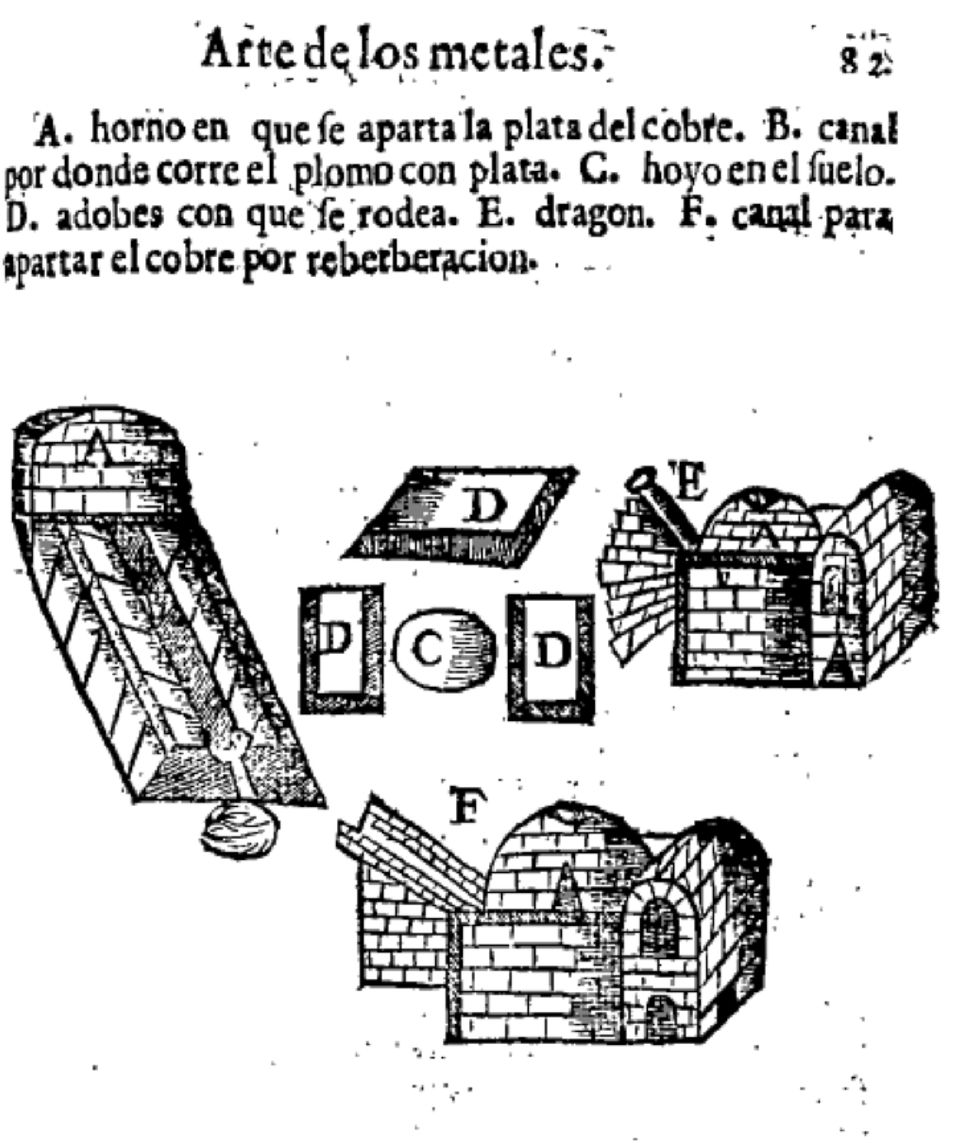 Arte de los metales. 82
A. horno en que ſe aparta la plata del cobre. B. canal
por donde corre el plomo con plata. C. hoyo en el ſuelo.
D. adobes con que ſe rodea. E. dragon. F. canal para
apartar el cobre por reberberacion.
A
D
E
A
D
C
D
F